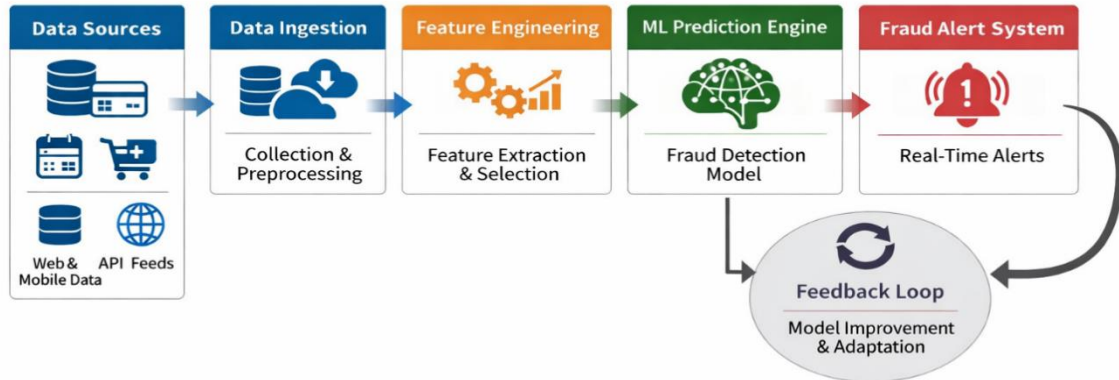 Data Sources
Web &
Mobile Data
API Feeds
Data Ingestion
Collection &
Preprocessing
Feature Engineering
Feature Extraction
& Selection
ML Prediction Engine
Fraud Detection
Model
Fraud Alert System
!
Real-Time Alerts
Feedback Loop
Model Improvement
& Adaptation